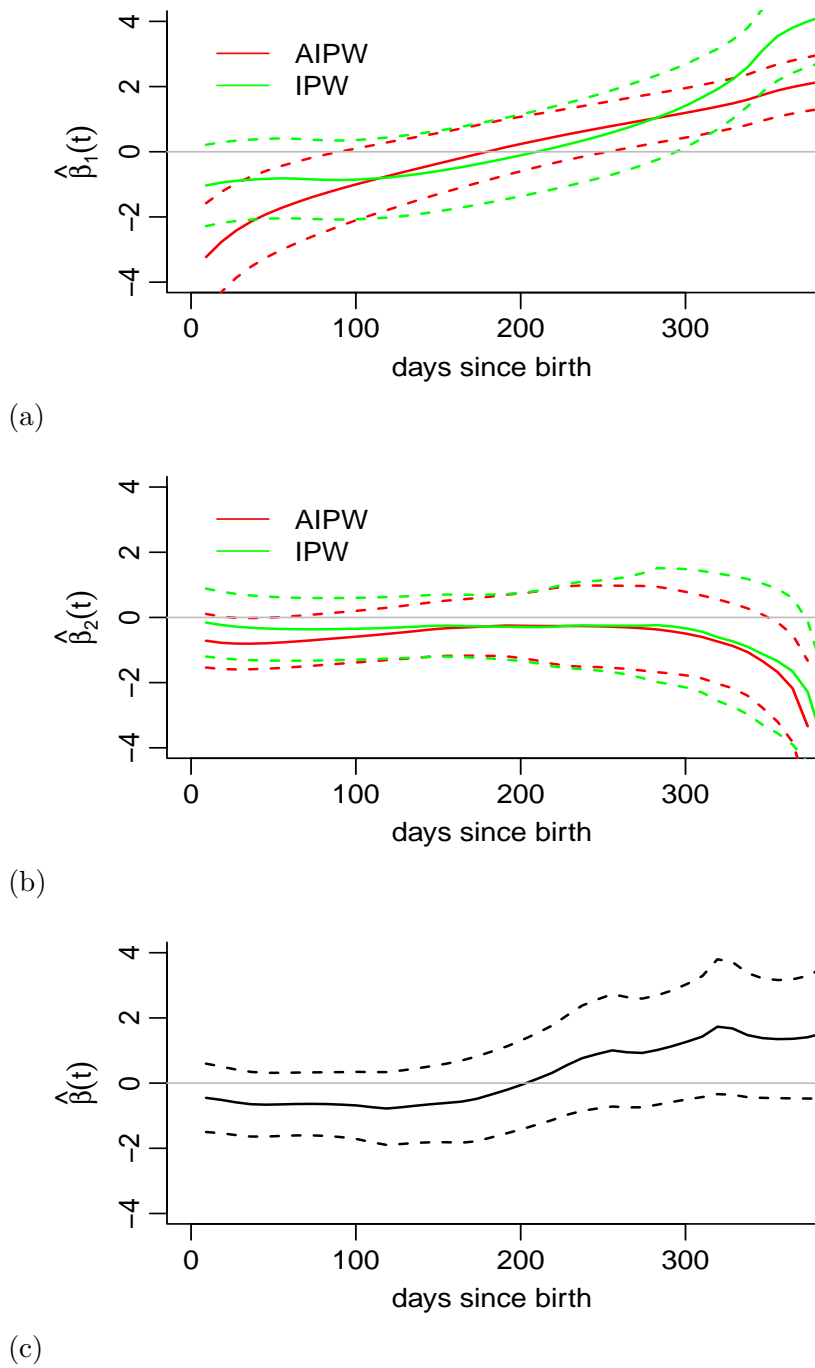 4
2
0
−2
−4
β̂₁(t)
AIPW
IPW
0 100 200 300
days since birth
(a)
4
2
0
−2
−4
β̂₂(t)
AIPW
IPW
0 100 200 300
days since birth
(b)
4
2
0
−2
−4
β̂(t)
0 100 200 300
days since birth
(c)